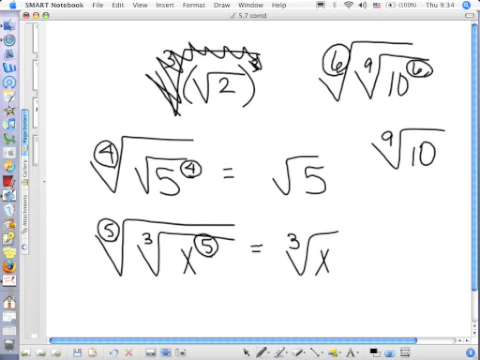 SMART Notebook File Edit View Insert Format Draw Window Help (100%) Thu 9:14
5.7 contd
∛(√2)³
⁶√(⁹√10⁶)
⁹√10
⁴√(√5⁴) = √5
⁵√(∛x⁵) = ∛x